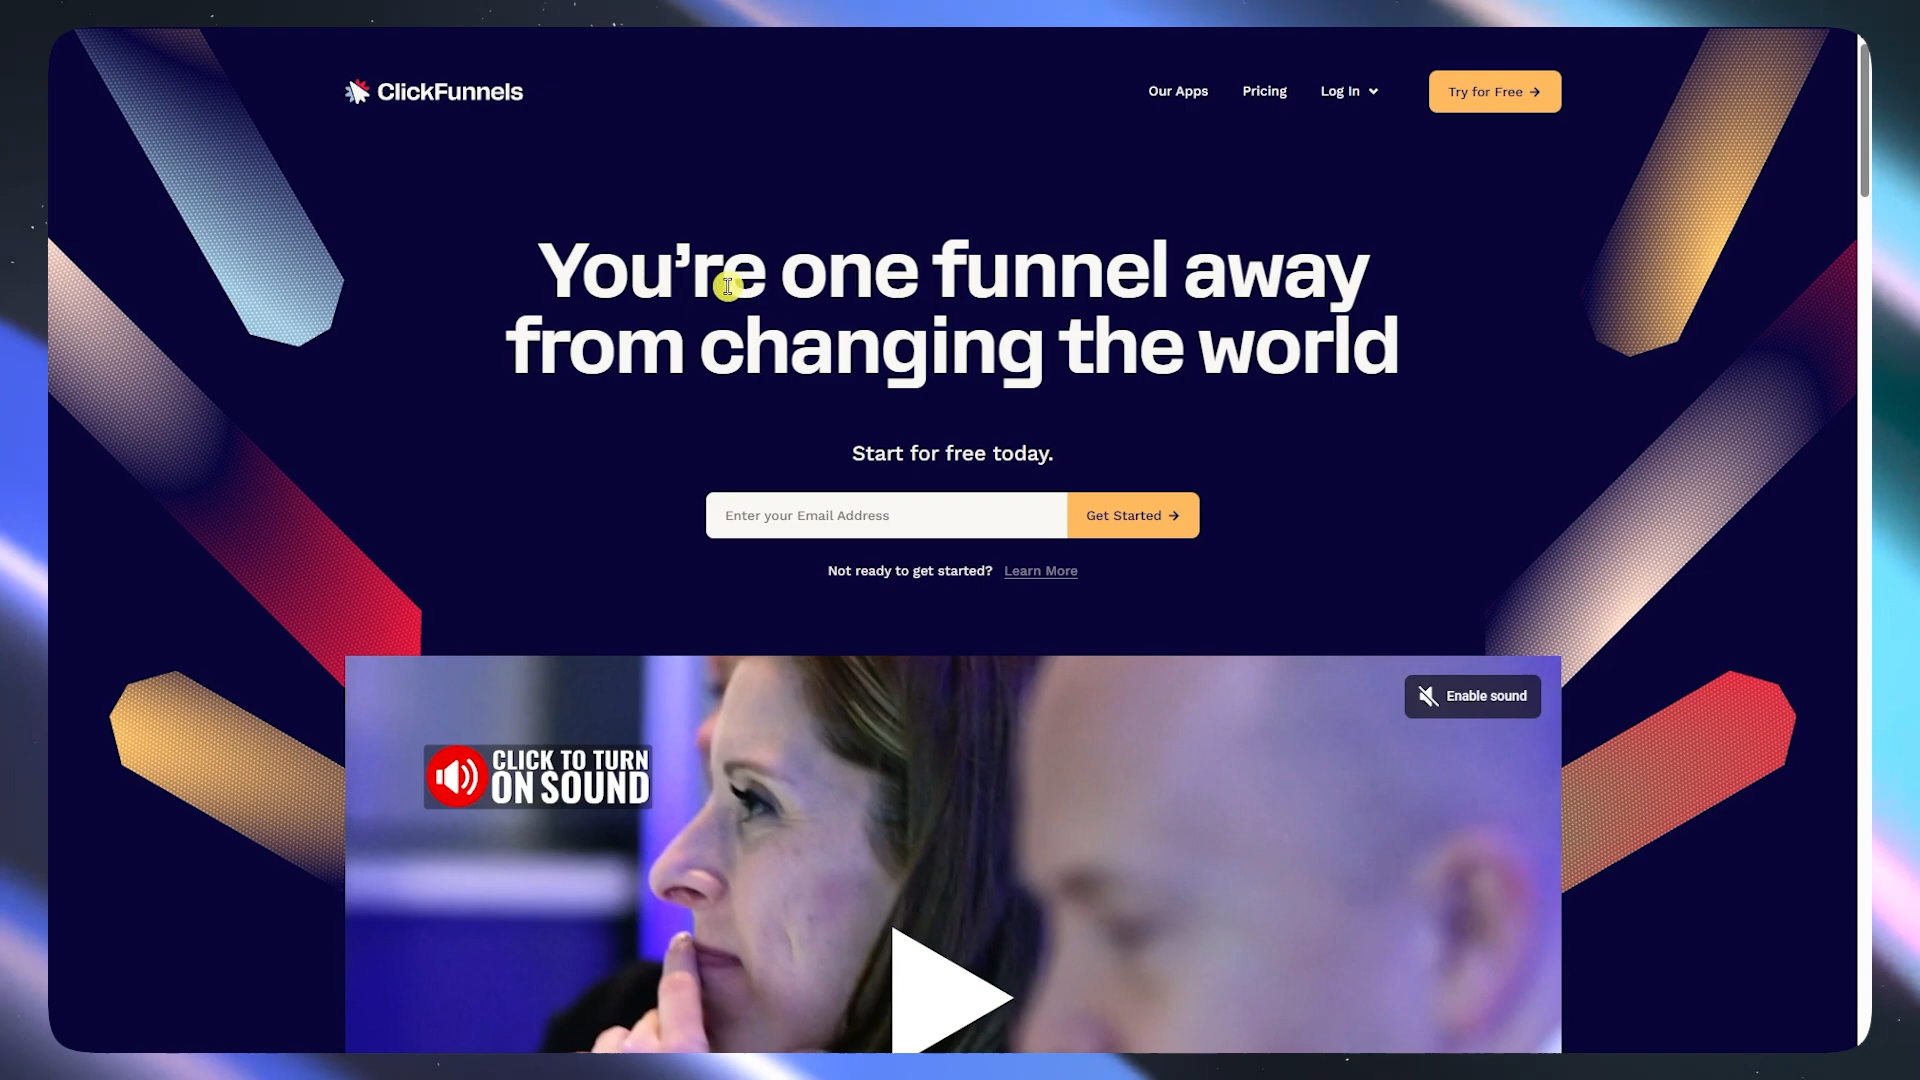 ClickFunnels
Our Apps
Pricing
Log In
Try for Free →
You’re one funnel away
from changing the world
Start for free today.
Enter your Email Address
Get Started →
Not ready to get started? Learn More
Enable sound
CLICK TO TURN
ON SOUND